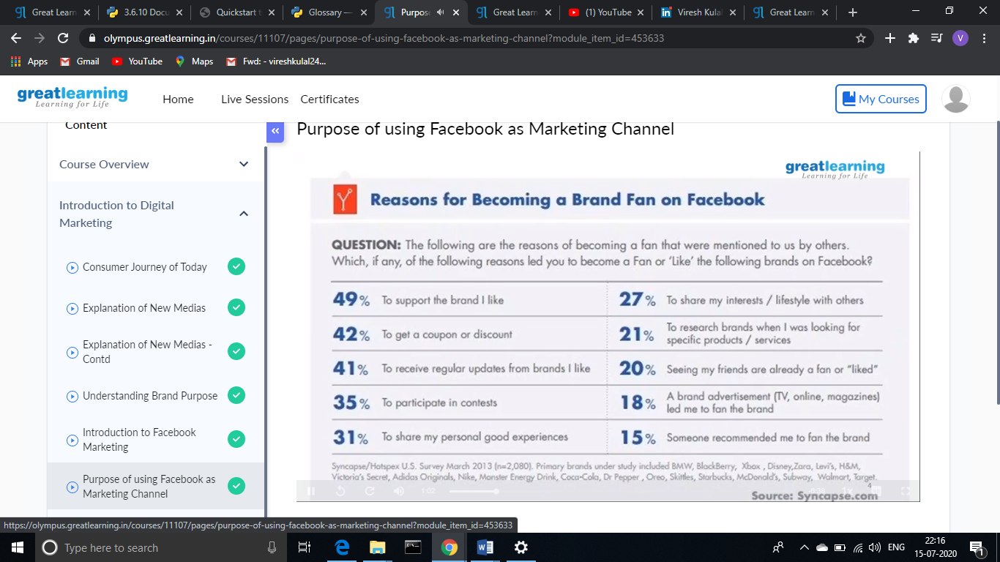 Great Learn
3.6.10 Docu
Quickstart t
Glossary —
Purpos
Great Learn
(1) YouTube
Viresh Kulal
Great Learn
olympus.greatlearning.in/courses/11107/pages/purpose-of-using-facebook-as-marketing-channel?module_item_id=453633
V
Apps
Gmail
YouTube
Maps
Fwd: - vireshkulal24...
greatlearning
Learning for Life
Home
Live Sessions
Certificates
My Courses
Content
Course Overview
Introduction to Digital
Marketing
Consumer Journey of Today
Explanation of New Medias
Explanation of New Medias -
Contd
Understanding Brand Purpose
Introduction to Facebook
Marketing
Purpose of using Facebook as
Marketing Channel
Purpose of using Facebook as Marketing Channel
greatlearning
Learning for Life
Reasons for Becoming a Brand Fan on Facebook
QUESTION: The following are the reasons of becoming a fan that were mentioned to us by others.
Which, if any, of the following reasons led you to become a Fan or 'Like' the following brands on Facebook?
49% To support the brand I like
42% To get a coupon or discount
41% To receive regular updates from brands I like
35% To participate in contests
31% To share my personal good experiences
27% To share my interests / lifestyle with others
21% To research brands when I was looking for
specific products / services
20% Seeing my friends are already a fan or "liked"
18% A brand advertisement (TV, online, magazines)
led me to fan the brand
15% Someone recommended me to fan the brand
Syncapse/Hotspex U.S. Survey March 2013 (n=2,080). Primary brands under study included BMW, BlackBerry, Xbox , Disney,Zara, Levi's, H&M,
Victoria's Secret, Adidas Originals, Nike, Monster Energy Drink, Coca-Cola, Dr Pepper , Oreo, Skittles, Starbucks, McDonald's, Subway, Walmart, Target.
4
1:02
-0:38
1x
Source: Syncapse.com
https://olympus.greatlearning.in/courses/11107/pages/purpose-of-using-facebook-as-marketing-channel?module_item_id=453633
Type here to search
ENG
22:16
15-07-2020
1